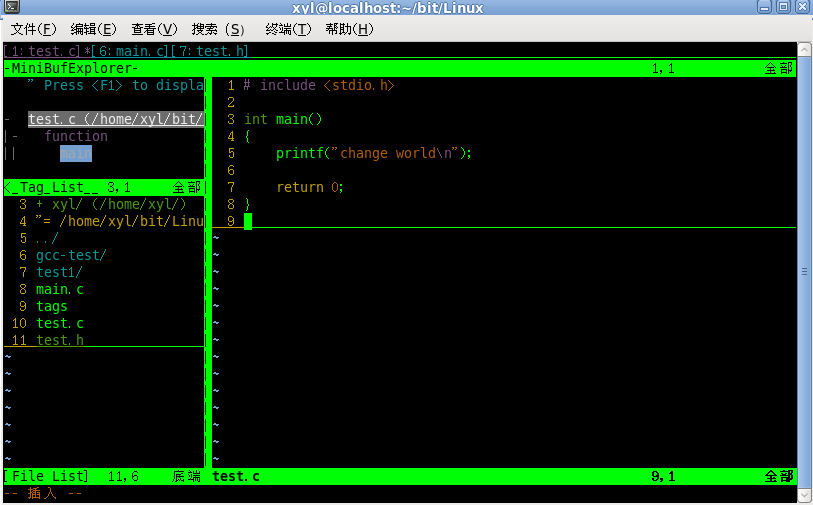 xyl@localhost:~/bit/Linux
文件(F) 编辑(E) 查看(V) 搜索 (S) 终端(T) 帮助(H)
[1:test.c]*[6:main.c][7:test.h]
-MiniBufExplorer- 1,1 全部
" Press <F1> to displa
- test.c (/home/xyl/bit/
|- function
|| main
<_Tag_List__ 3,1 全部
3 + xyl/ (/home/xyl/)
4 "= /home/xyl/bit/Linu
5 ../
6 gcc-test/
7 test1/
8 main.c
9 tags
10 test.c
11 test.h
~
~
~
~
~
~
~
[File List] 11,6 底端
1 # include <stdio.h>
2
3 int main()
4 {
5     printf("change world\n");
6
7     return 0;
8 }
9
~
~
~
~
~
~
~
~
~
~
~
~
~
~
test.c 9,1 全部
-- 插入 --